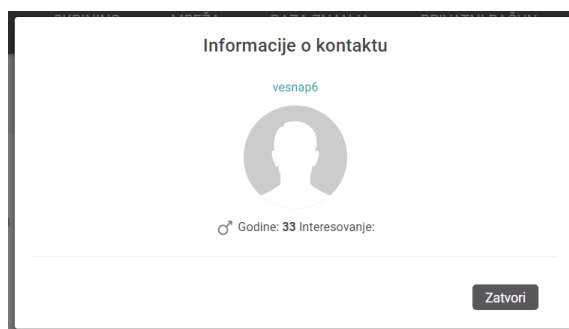 Informacije o kontaktu
vesnap6
Godine: 33 Interesovanje:
Zatvori